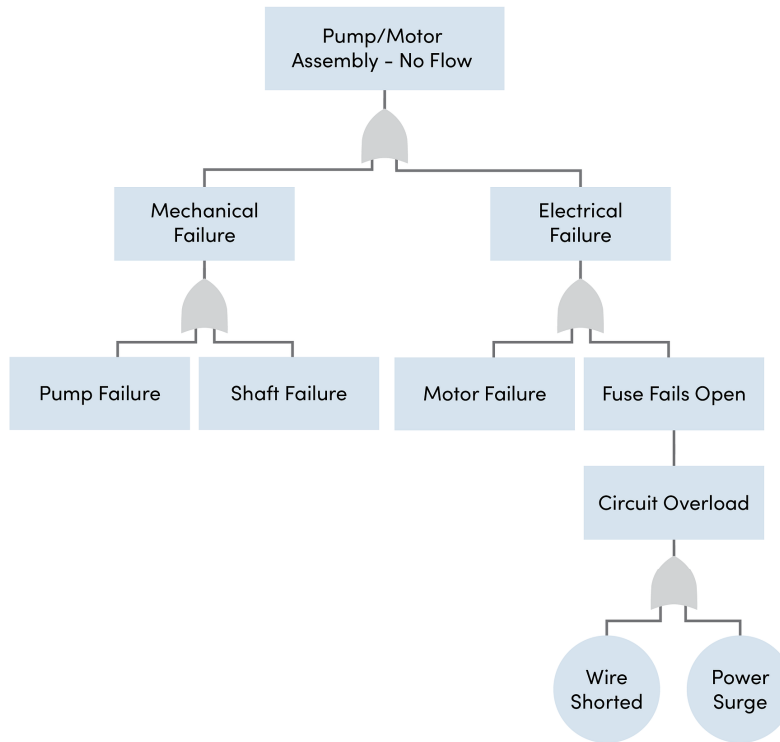 Pump/Motor
Assembly - No Flow
Mechanical
Failure
Electrical
Failure
Pump Failure
Shaft Failure
Motor Failure
Fuse Fails Open
Circuit Overload
Wire
Shorted
Power
Surge